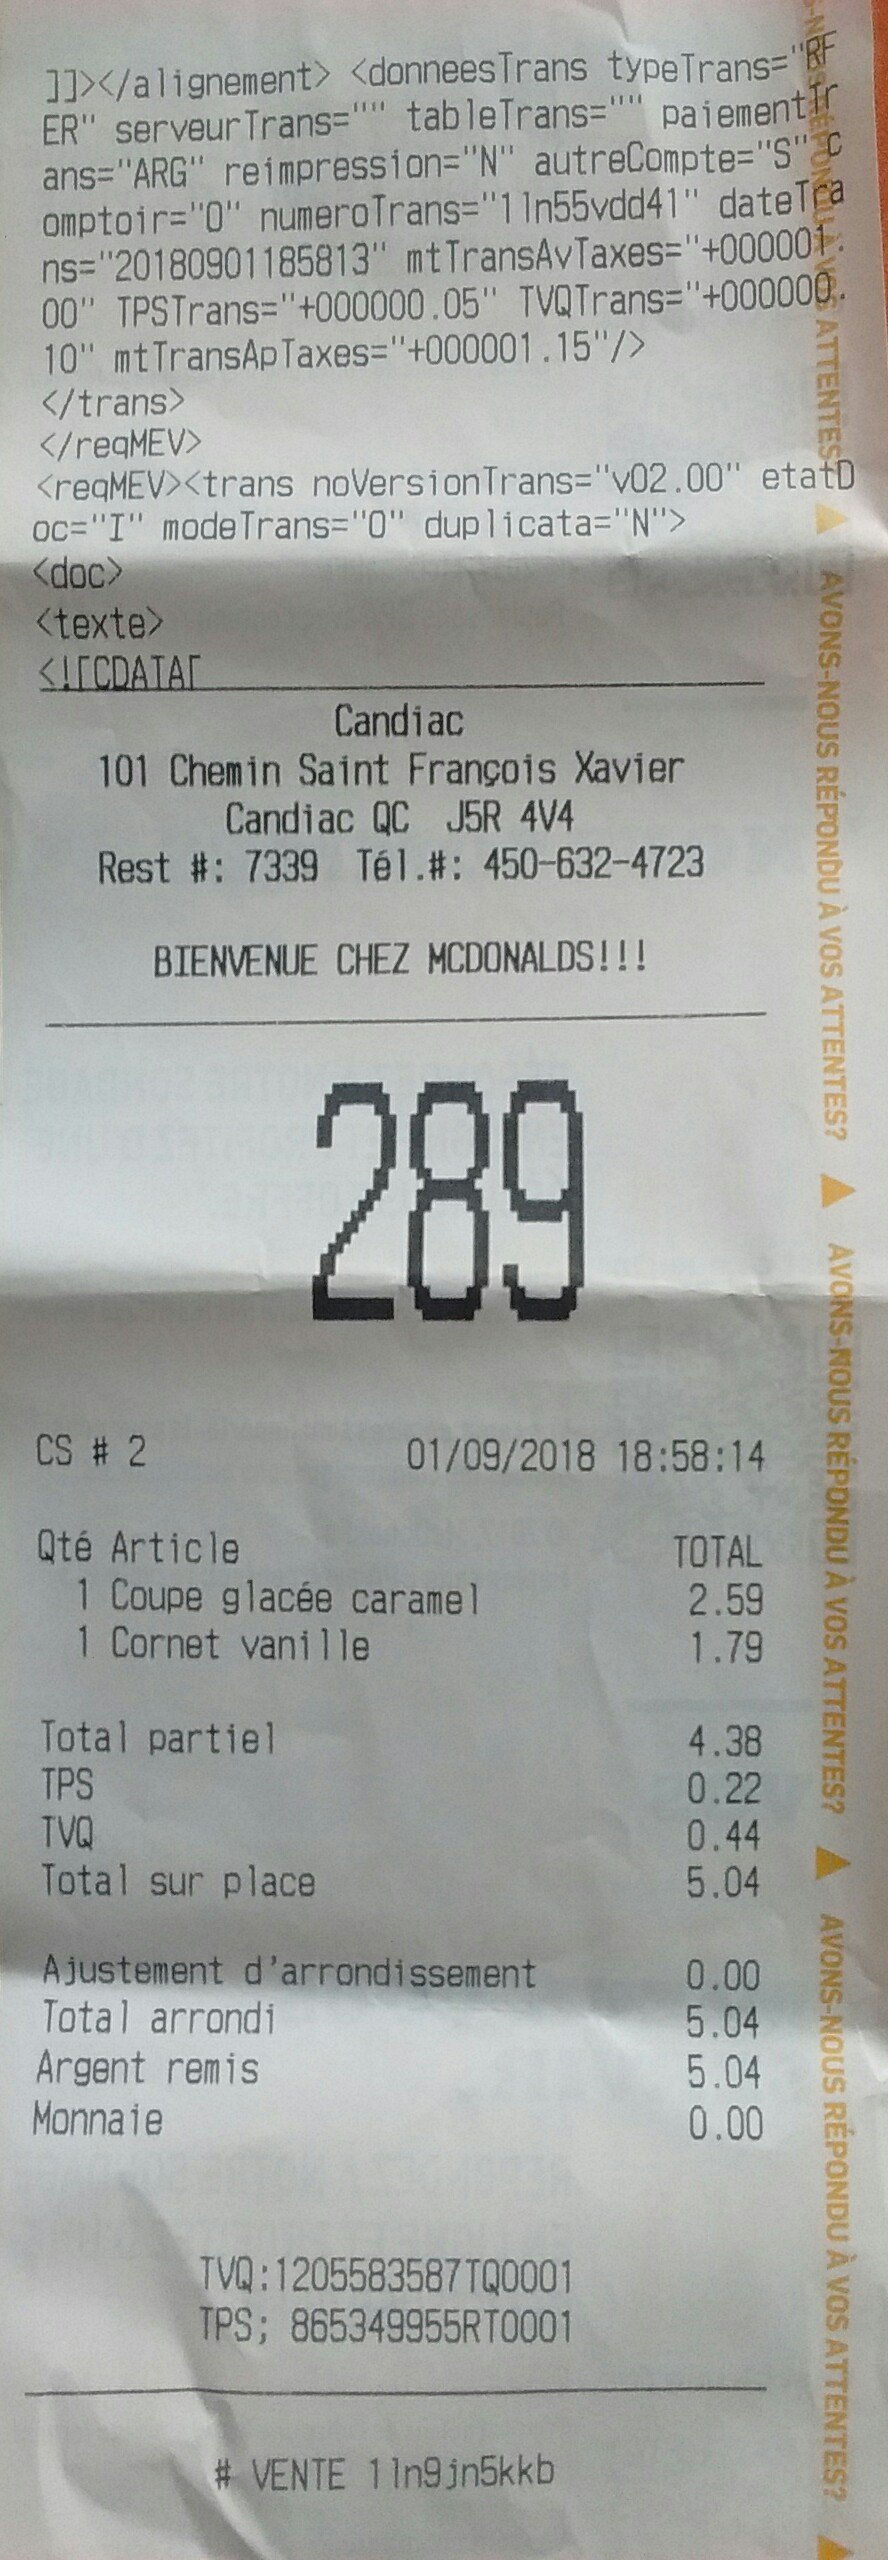 ]]></alignement> <donneesTrans typeTrans="RF
ER" serveurTrans="" tableTrans="" paiementTr
ans="ARG" reimpression="N" autreCompte="S" c
omptoir="O" numeroTrans="1ln55vdd41" dateTra
ns="20180901185813" mtTransAvTaxes="+000001.
00" TPSTrans="+000000.05" TVQTrans="+000000.
10" mtTransApTaxes="+000001.15"/>
</trans>
</reqMEV>
<reqMEV><trans noVersionTrans="v02.00" etatD
oc="I" modeTrans="O" duplicata="N">
<doc>
<texte>
<![CDATA[
Candiac
101 Chemin Saint François Xavier
Candiac QC J5R 4V4
Rest #: 7339 Tél.#: 450-632-4723
BIENVENUE CHEZ MCDONALDS!!!
289
CS # 2 01/09/2018 18:58:14
Qté Article TOTAL
1 Coupe glacée caramel 2.59
1 Cornet vanille 1.79
Total partiel 4.38
TPS 0.22
TVQ 0.44
Total sur place 5.04
Ajustement d'arrondissement 0.00
Total arrondi 5.04
Argent remis 5.04
Monnaie 0.00
TVQ:1205583587TQ0001
TPS; 865349955RT0001
# VENTE 1ln9jn5kkb
AVONS-NOUS RÉPONDU À VOS ATTENTES?
AVONS-NOUS RÉPONDU À VOS ATTENTES?
AVONS-NOUS RÉPONDU À VOS ATTENTES?
AVONS-NOUS RÉPONDU À VOS ATTENTES?